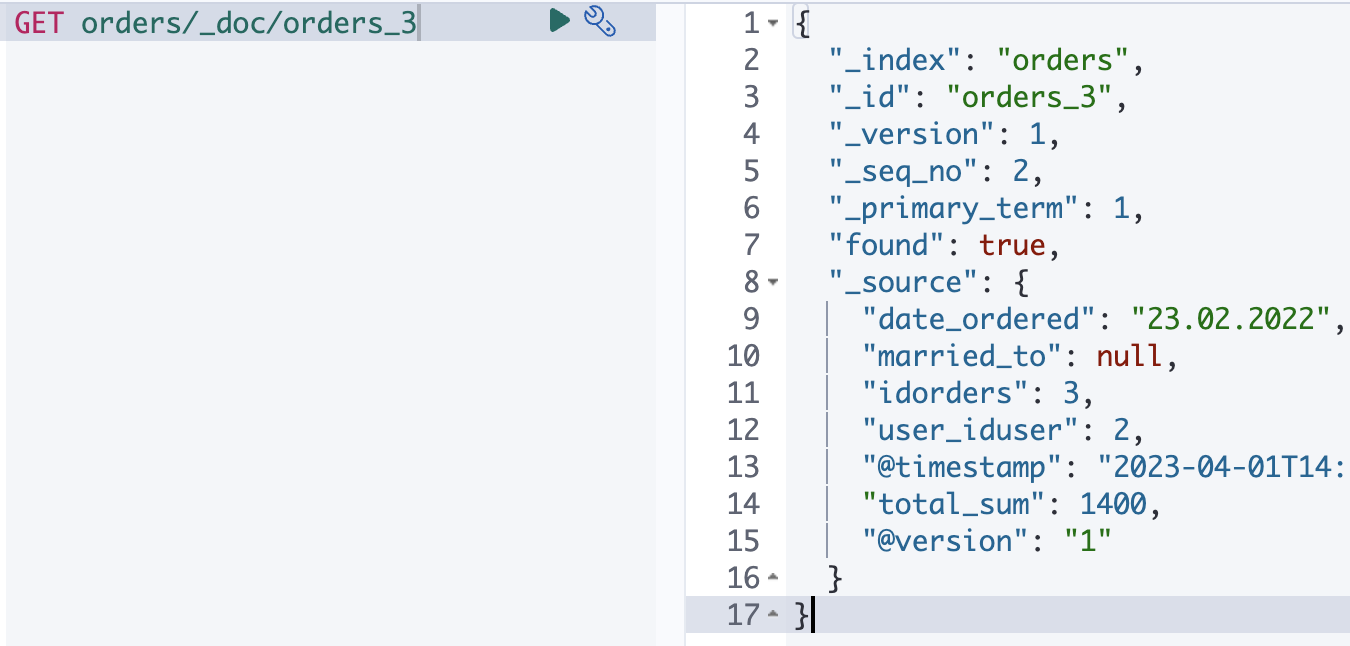 GET orders/_doc/orders_3
1 {
2 "_index": "orders",
3 "_id": "orders_3",
4 "_version": 1,
5 "_seq_no": 2,
6 "_primary_term": 1,
7 "found": true,
8 "_source": {
9 "date_ordered": "23.02.2022",
10 "married_to": null,
11 "idorders": 3,
12 "user_iduser": 2,
13 "@timestamp": "2023-04-01T14:
14 "total_sum": 1400,
15 "@version": "1"
16 }
17 }